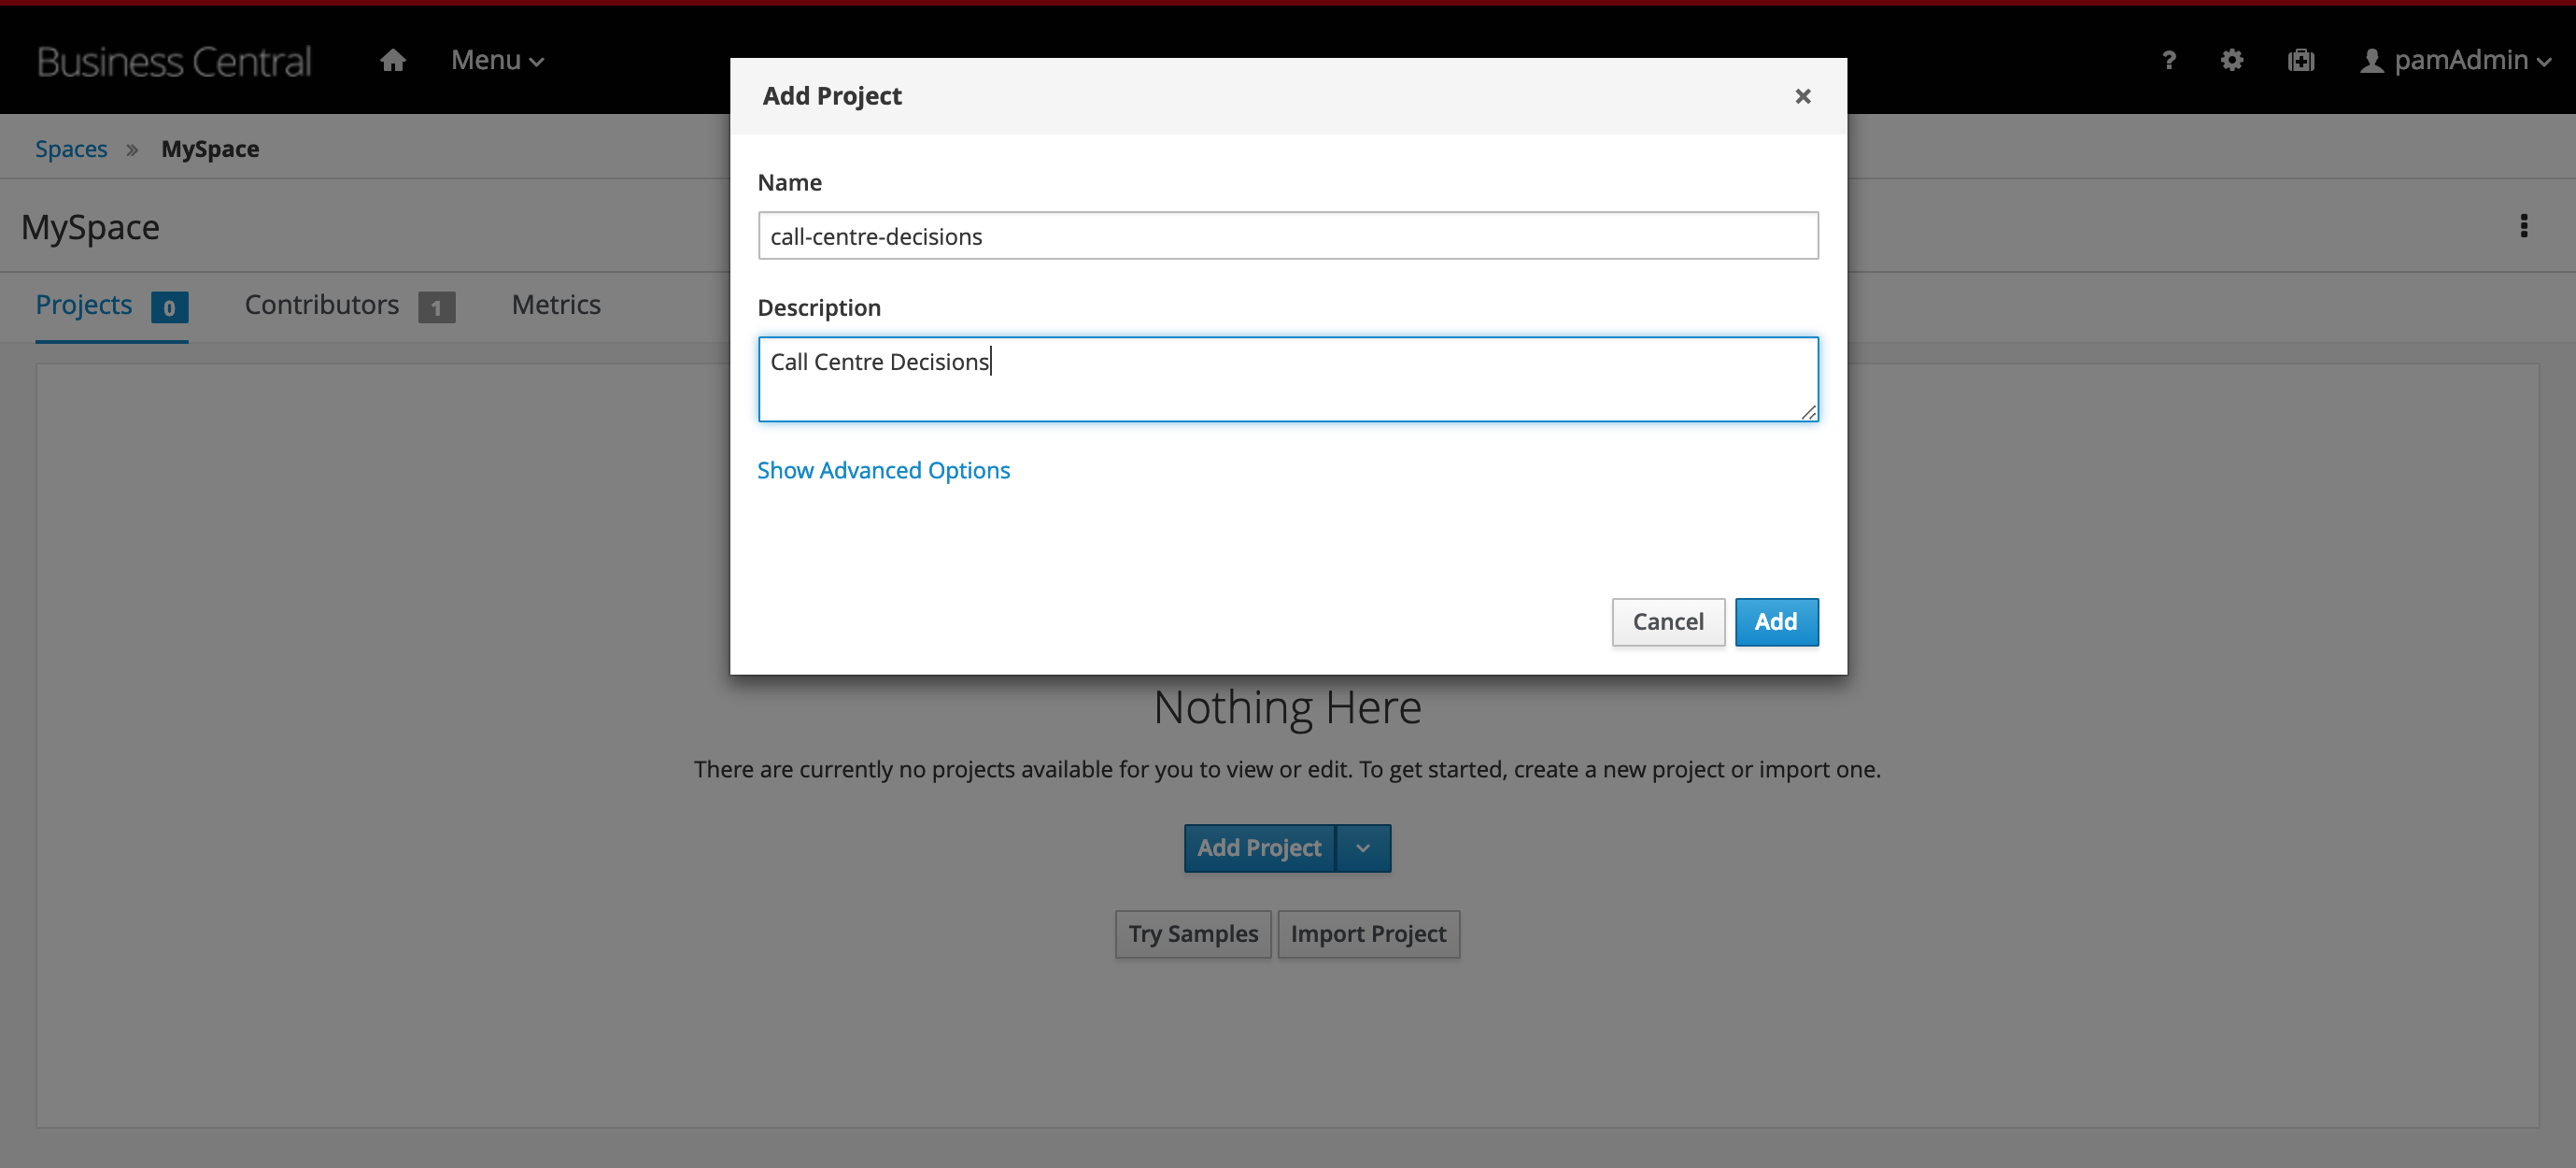 Business Central Menu ? pamAdmin
Add Project ×
Spaces » MySpace
Name
MySpace
call-centre-decisions
Projects 0 Contributors 1 Metrics
Description
Call Centre Decisions
Show Advanced Options
Cancel Add
Nothing Here
There are currently no projects available for you to view or edit. To get started, create a new project or import one.
Add Project
Try Samples Import Project